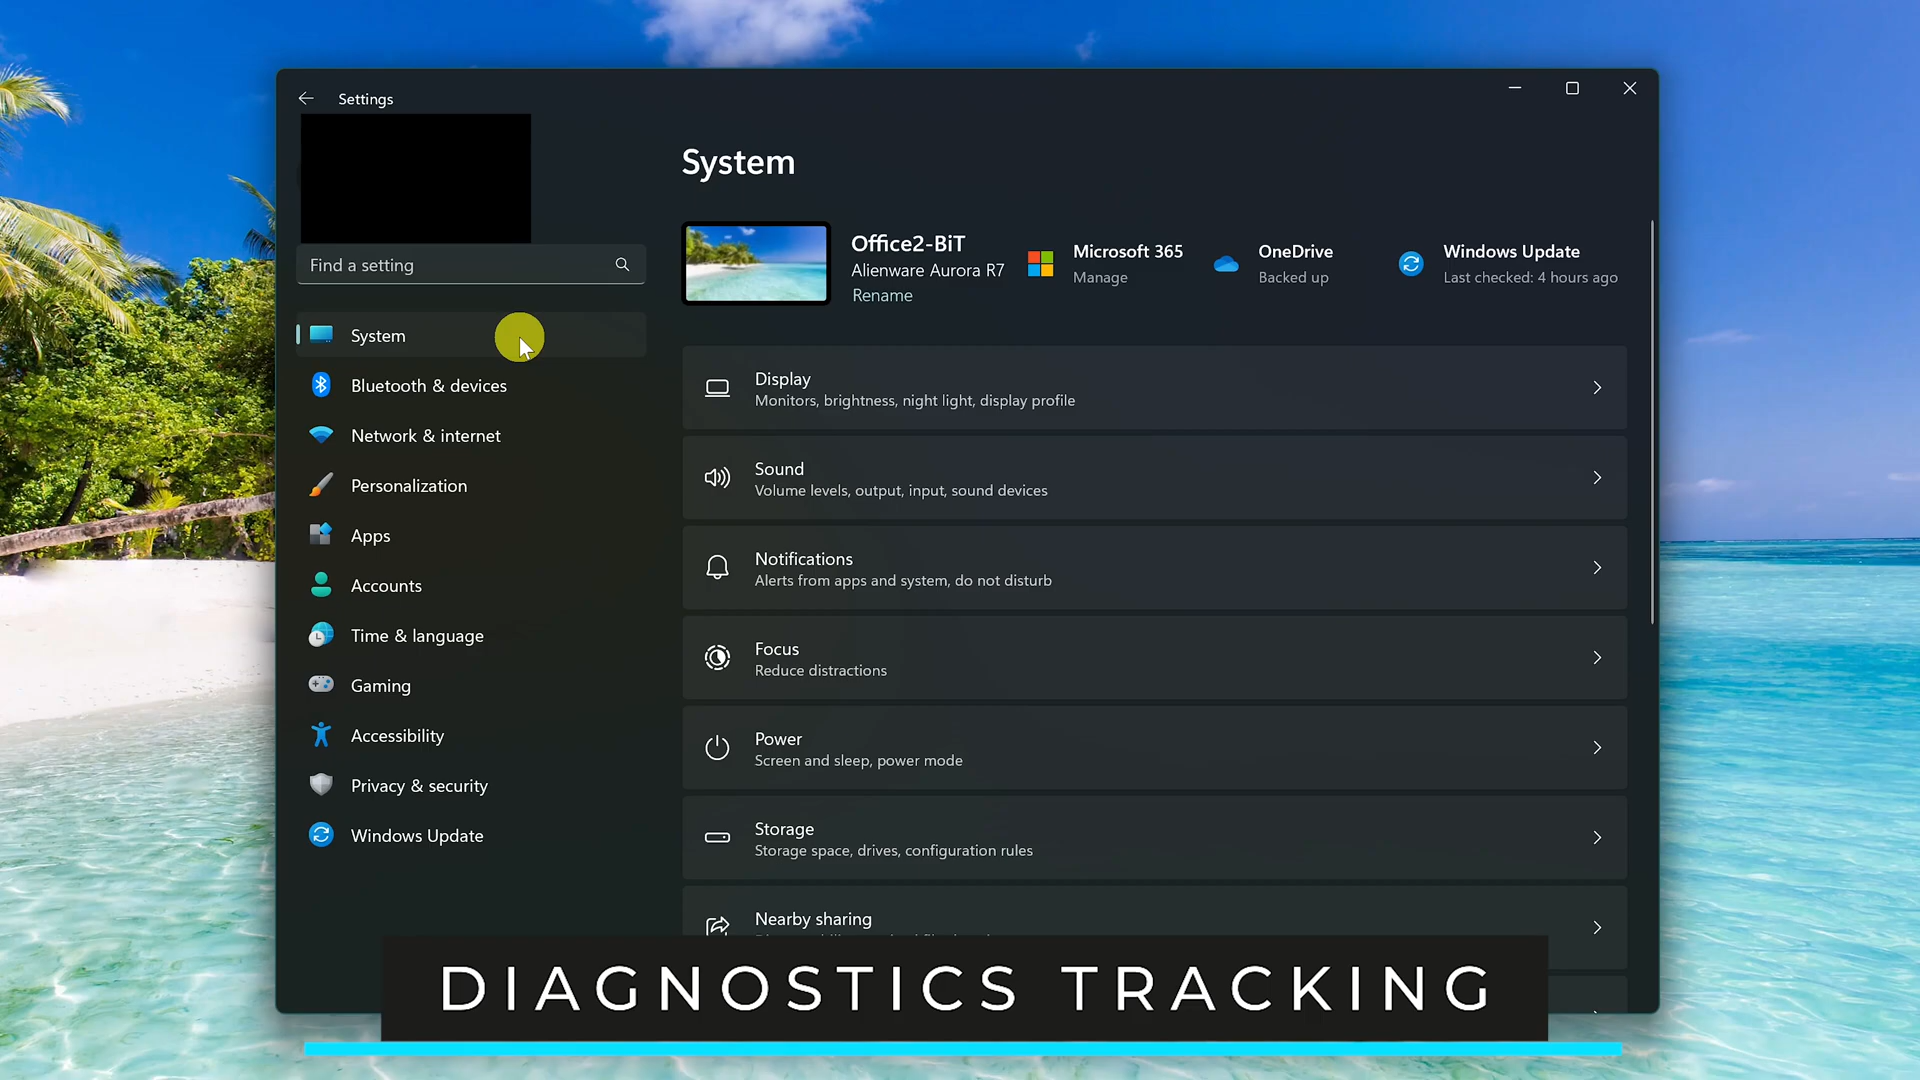 Settings
System
Find a setting
Office2-BiT
Alienware Aurora R7
Rename
Microsoft 365
Manage
OneDrive
Backed up
Windows Update
Last checked: 4 hours ago
System
Bluetooth & devices
Network & internet
Personalization
Apps
Accounts
Time & language
Gaming
Accessibility
Privacy & security
Windows Update
Display
Monitors, brightness, night light, display profile
Sound
Volume levels, output, input, sound devices
Notifications
Alerts from apps and system, do not disturb
Focus
Reduce distractions
Power
Screen and sleep, power mode
Storage
Storage space, drives, configuration rules
Nearby sharing
DIAGNOSTICS TRACKING